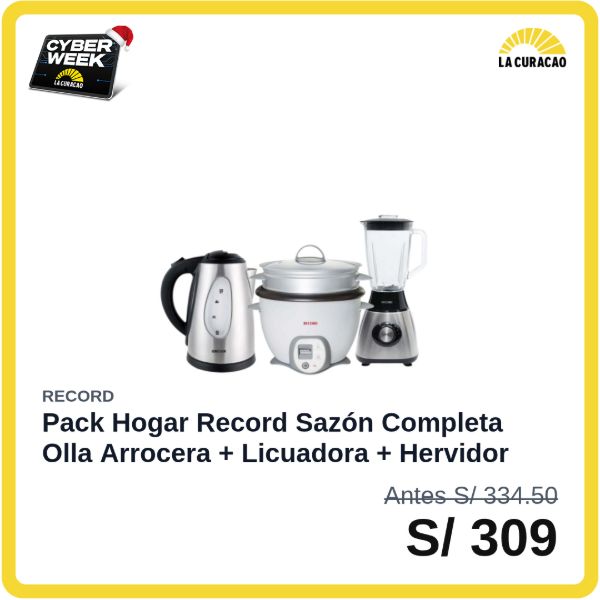 CYBER
WEEK
LA CURACAO
LA CURACAO
RECORD
RECORD
Pack Hogar Record Sazón Completa
Olla Arrocera + Licuadora + Hervidor
Antes S/ 334.50
S/ 309